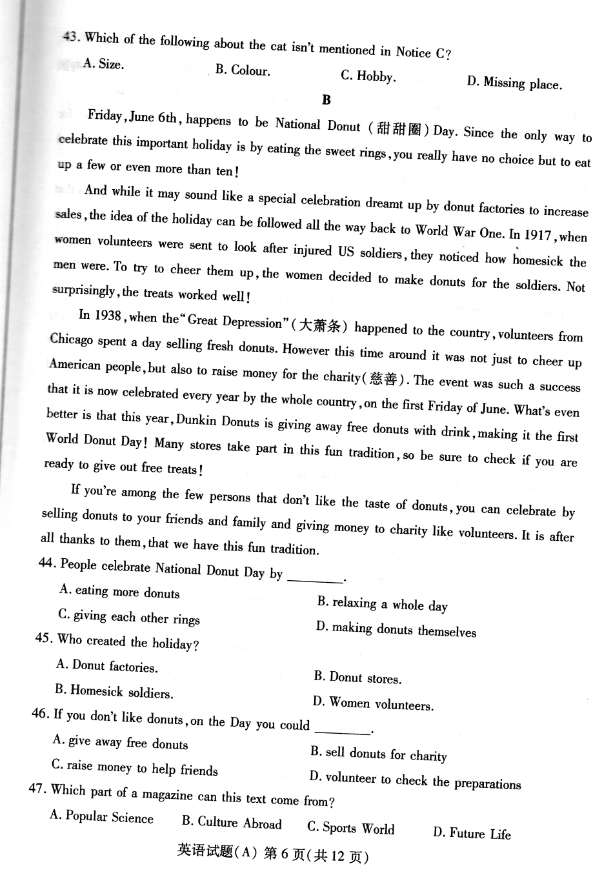 43. Which of the following about the cat isn't mentioned in Notice C?
A. Size. B. Colour. C. Hobby. D. Missing place.
B
Friday, June 6th, happens to be National Donut (甜甜圈) Day. Since the only way to
celebrate this important holiday is by eating the sweet rings, you really have no choice but to eat
up a few or even more than ten!
And while it may sound like a special celebration dreamt up by donut factories to increase
sales, the idea of the holiday can be followed all the way back to World War One. In 1917, when
women volunteers were sent to look after injured US soldiers, they noticed how homesick the
men were. To try to cheer them up, the women decided to make donuts for the soldiers. Not
surprisingly, the treats worked well!
In 1938, when the "Great Depression" (大萧条) happened to the country, volunteers from
Chicago spent a day selling fresh donuts. However this time around it was not just to cheer up
American people, but also to raise money for the charity(慈善). The event was such a success
that it is now celebrated every year by the whole country, on the first Friday of June. What's even
better is that this year, Dunkin Donuts is giving away free donuts with drink, making it the first
World Donut Day! Many stores take part in this fun tradition, so be sure to check if you are
ready to give out free treats!
If you're among the few persons that don't like the taste of donuts, you can celebrate by
selling donuts to your friends and family and giving money to charity like volunteers. It is after
all thanks to them, that we have this fun tradition.
44. People celebrate National Donut Day by ________.
A. eating more donuts B. relaxing a whole day
C. giving each other rings D. making donuts themselves
45. Who created the holiday?
A. Donut factories. B. Donut stores.
B. Homesick soldiers. D. Women volunteers.
46. If you don't like donuts, on the Day you could ________.
A. give away free donuts B. sell donuts for charity
C. raise money to help friends D. volunteer to check the preparations
47. Which part of a magazine can this text come from?
A. Popular Science B. Culture Abroad C. Sports World D. Future Life
英语试题(A) 第 6 页(共 12 页)